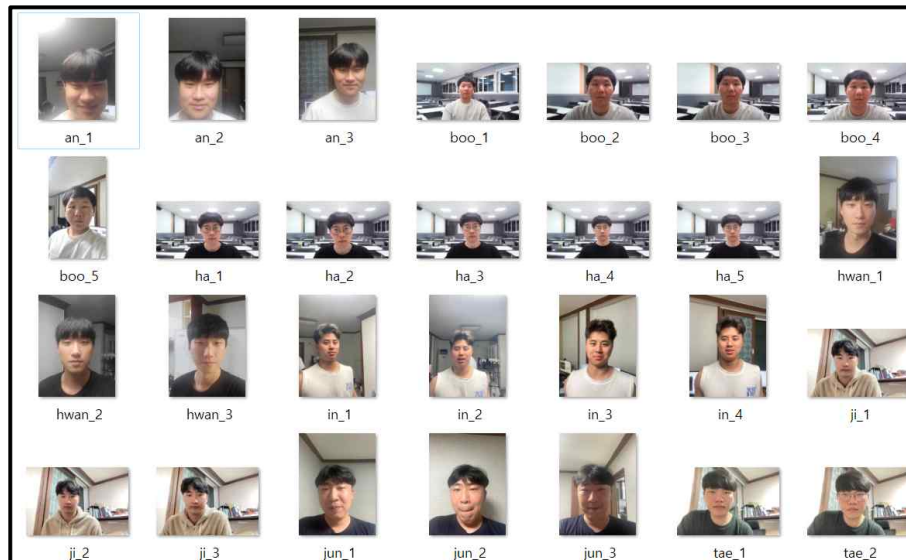 an_1 an_2 an_3 boo_1 boo_2 boo_3 boo_4
boo_5 ha_1 ha_2 ha_3 ha_4 ha_5 hwan_1
hwan_2 hwan_3 in_1 in_2 in_3 in_4 ji_1
ji_2 ji_3 jun_1 jun_2 jun_3 tae_1 tae_2